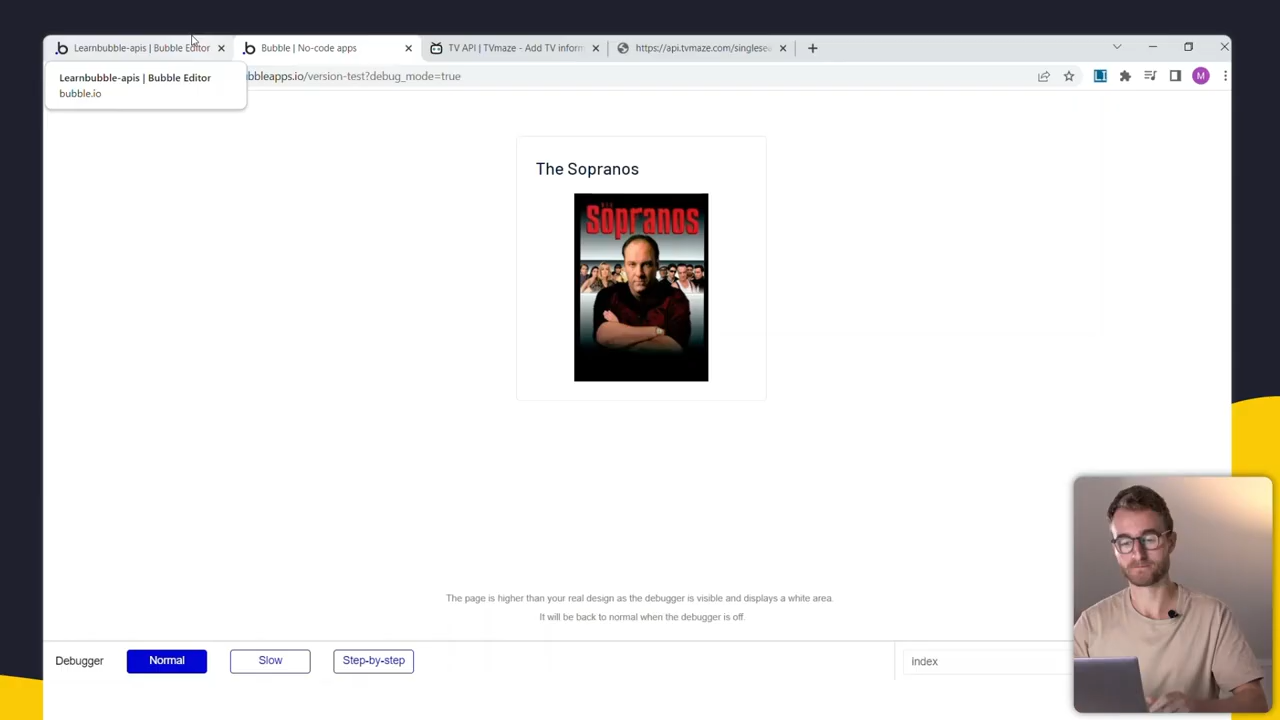 Learnbubble-apis | Bubble Editor
Bubble | No-code apps
TV API | TVmaze - Add TV inform
https://api.tvmaze.com/singlesea
Learnbubble-apis | Bubble Editor
bubble.io
bbleapps.io/version-test?debug_mode=true
M
The Sopranos
Sopranos
The page is higher than your real design as the debugger is visible and displays a white area.
It will be back to normal when the debugger is off.
Debugger
Normal
Slow
Step-by-step
index